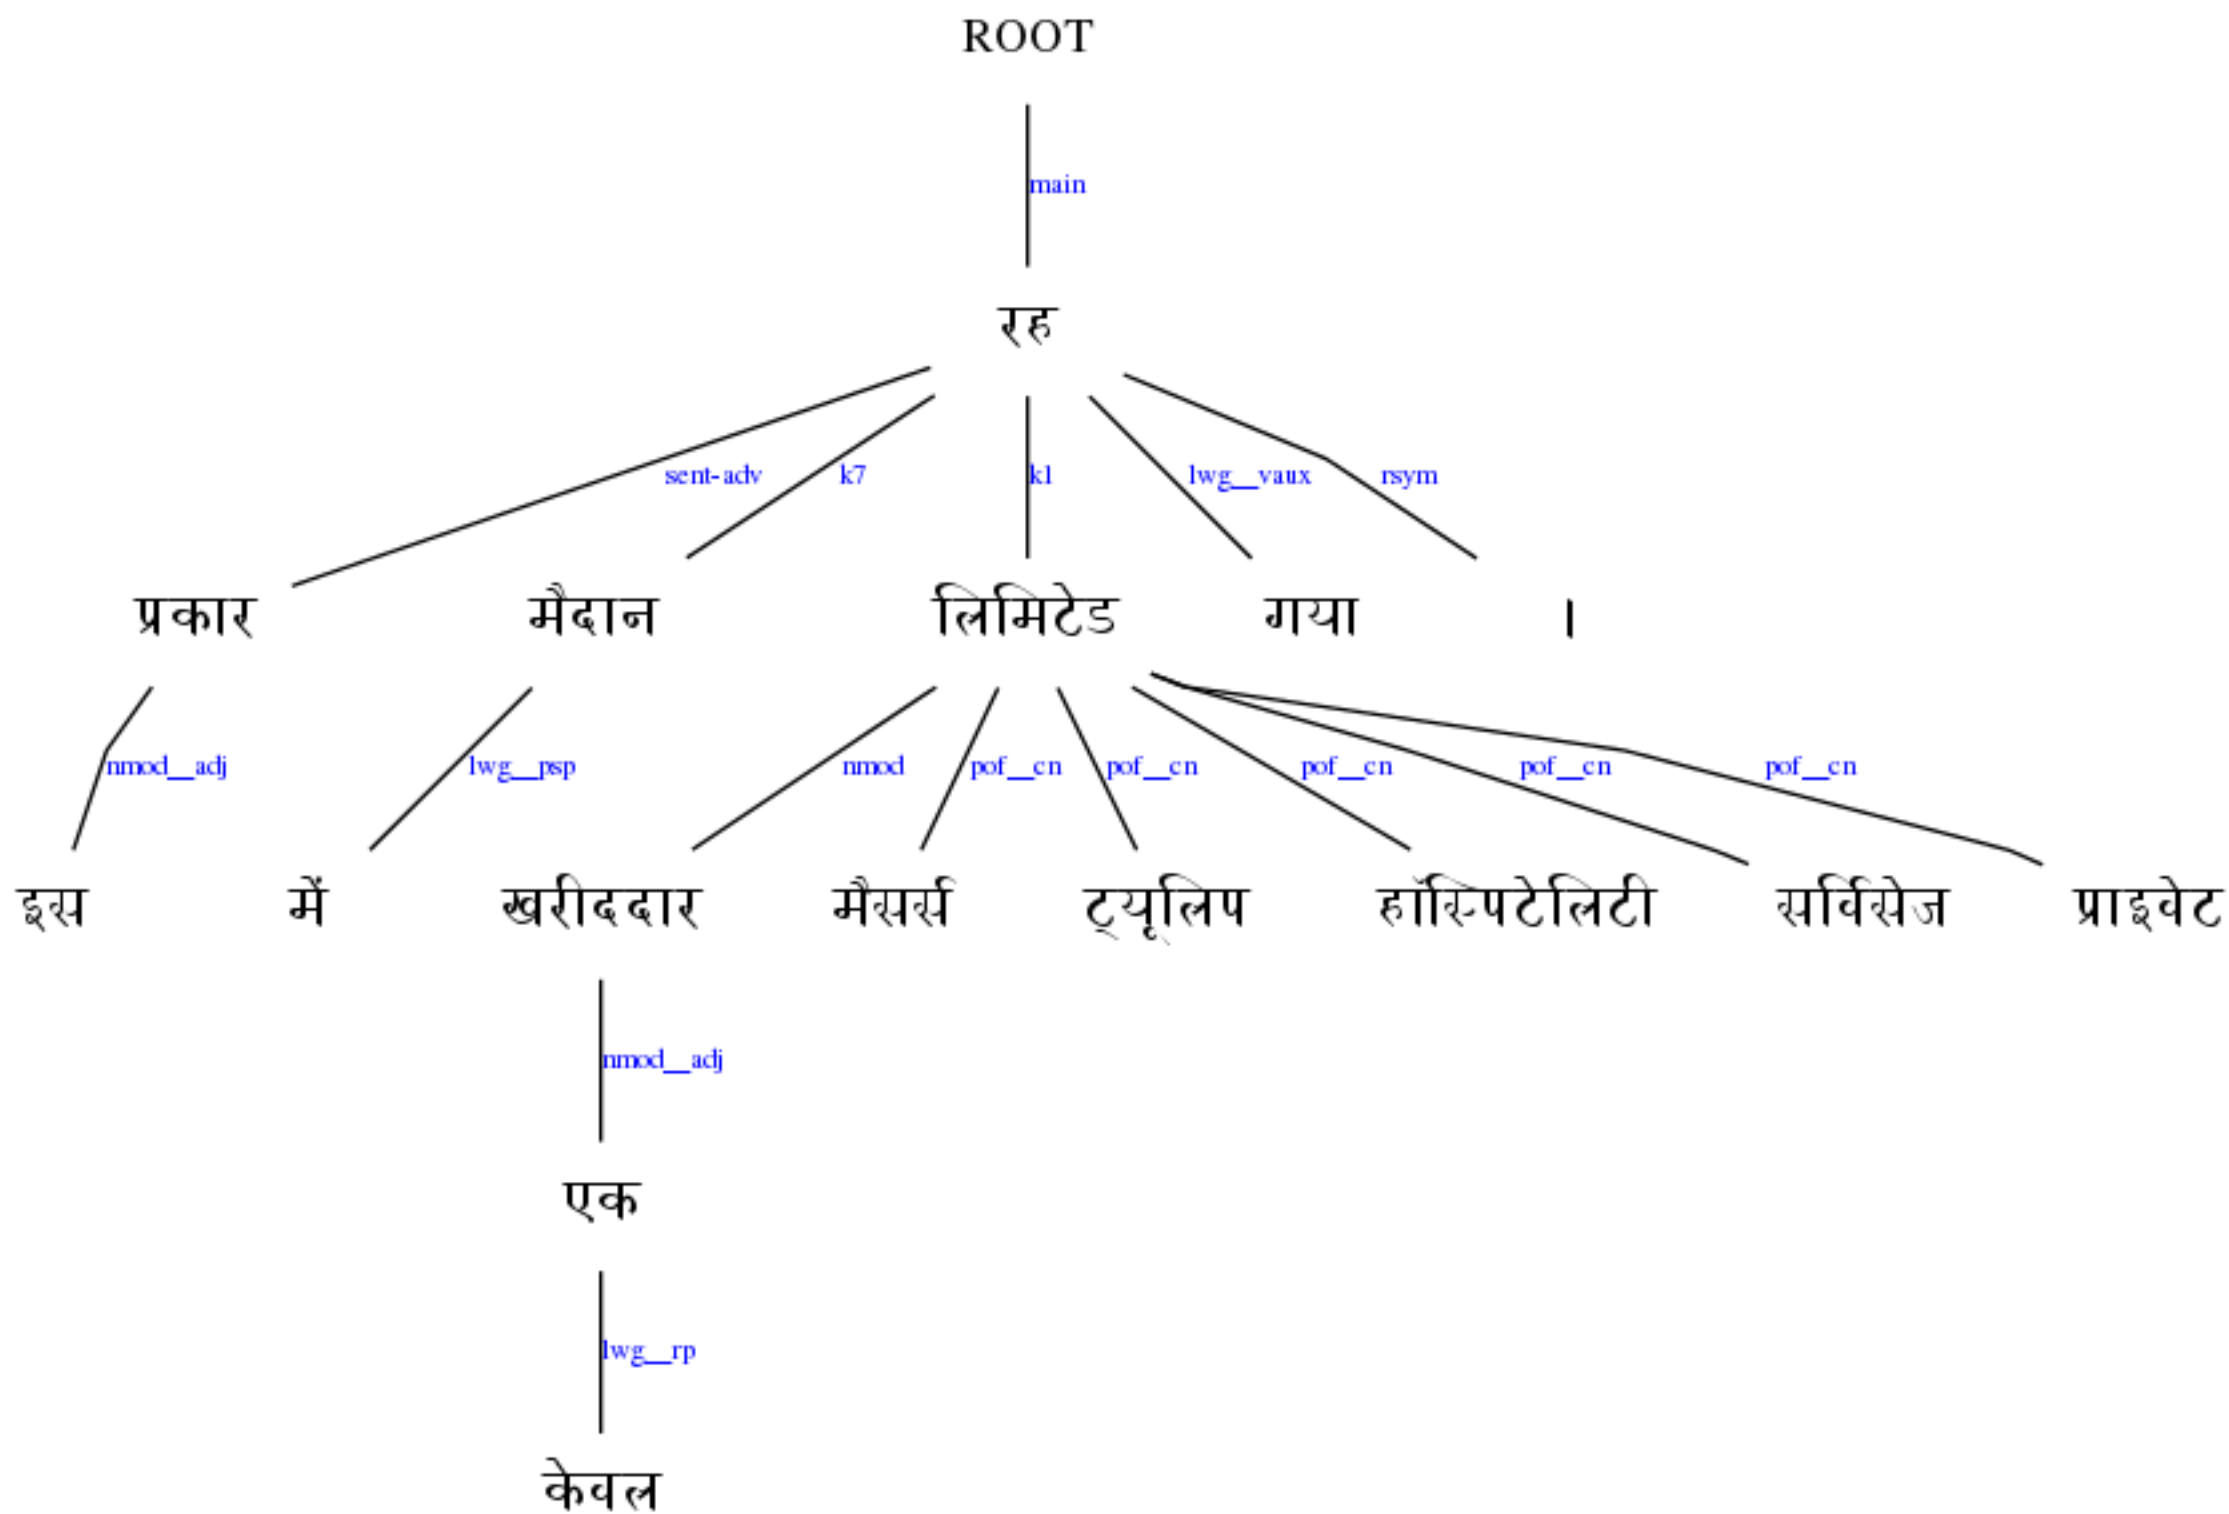 ROOT
main
रह
sent-adv k7 k1 lwg__vaux rsym
प्रकार मैदान लिमिटेड गया ।
nmod__adj lwg__psp nmod pof__cn pof__cn pof__cn pof__cn pof__cn
इस में खरीददार मैसर्स ट्यूलिप हॉस्पिटेलिटी सर्विसेज प्राइवेट
nmod__adj
एक
lwg__rp
केवल